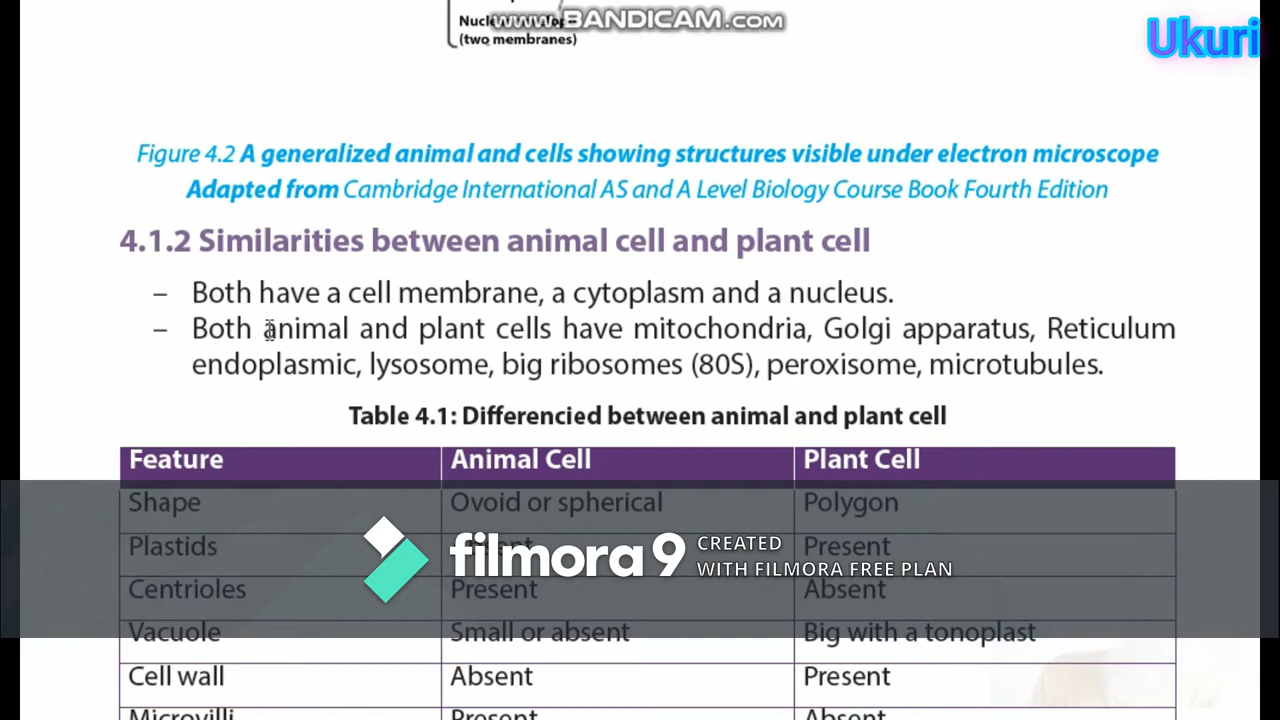 www.BANDICAM.com
(two membranes)
Ukuri
Figure 4.2 A generalized animal and cells showing structures visible under electron microscope
Adapted from Cambridge International AS and A Level Biology Course Book Fourth Edition
4.1.2 Similarities between animal cell and plant cell
– Both have a cell membrane, a cytoplasm and a nucleus.
– Both animal and plant cells have mitochondria, Golgi apparatus, Reticulum
endoplasmic, lysosome, big ribosomes (80S), peroxisome, microtubules.
Table 4.1: Differencied between animal and plant cell
Feature Animal Cell Plant Cell
Shape Ovoid or spherical Polygon
Plastids Present
filmora9 CREATED
WITH FILMORA FREE PLAN
Centrioles Present Absent
Vacuole Small or absent Big with a tonoplast
Cell wall Absent Present
Microvilli Present Absent